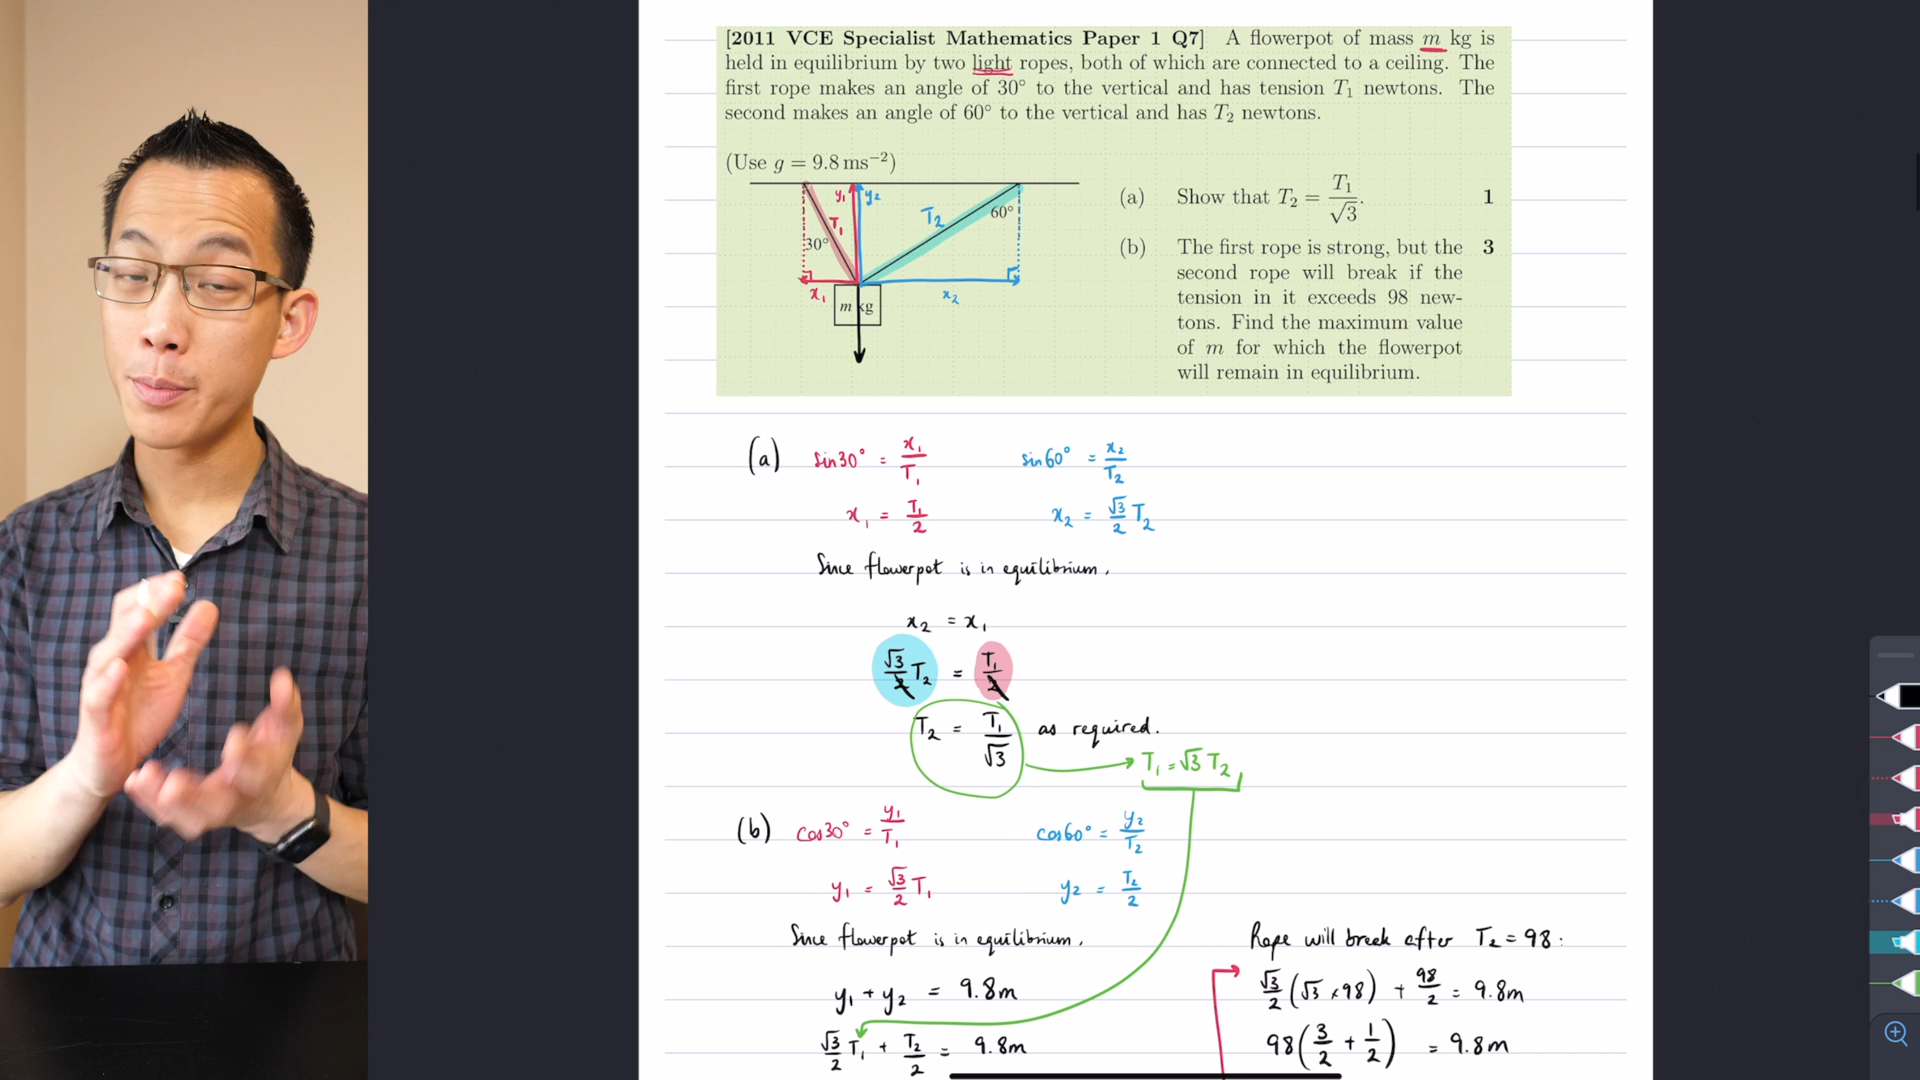 [2011 VCE Specialist Mathematics Paper 1 Q7] A flowerpot of mass m kg is
held in equilibrium by two light ropes, both of which are connected to a ceiling. The
first rope makes an angle of 30° to the vertical and has tension T₁ newtons. The
second makes an angle of 60° to the vertical and has T₂ newtons.
(Use g = 9.8 ms⁻²)
y₁ y₂
T₁
T₂
30°
60°
x₁
x₂
m kg
(a) Show that T₂ = T₁/√3. 1
(b) The first rope is strong, but the 3
second rope will break if the
tension in it exceeds 98 new-
tons. Find the maximum value
of m for which the flowerpot
will remain in equilibrium.
(a) sin30° = x₁/T₁ sin60° = x₂/T₂
x₁ = T₁/2 x₂ = √3/2 T₂
Since flowerpot is in equilibrium,
x₂ = x₁
√3/2 T₂ = T₁/2
T₂ = T₁/√3 as required.
T₁ = √3 T₂
(b) cos30° = y₁/T₁ cos60° = y₂/T₂
y₁ = √3/2 T₁ y₂ = T₂/2
Since flowerpot is in equilibrium,
y₁ + y₂ = 9.8m
√3/2 T₁ + T₂/2 = 9.8m
Rope will break after T₂ = 98:
√3/2 (√3 × 98) + 98/2 = 9.8m
98(3/2 + 1/2) = 9.8m